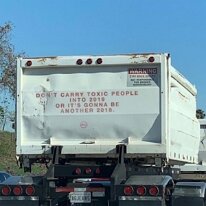 WARNING
DON'T CARRY TOXIC PEOPLE
INTO 2019
OR IT'S GONNA BE
ANOTHER 2018.